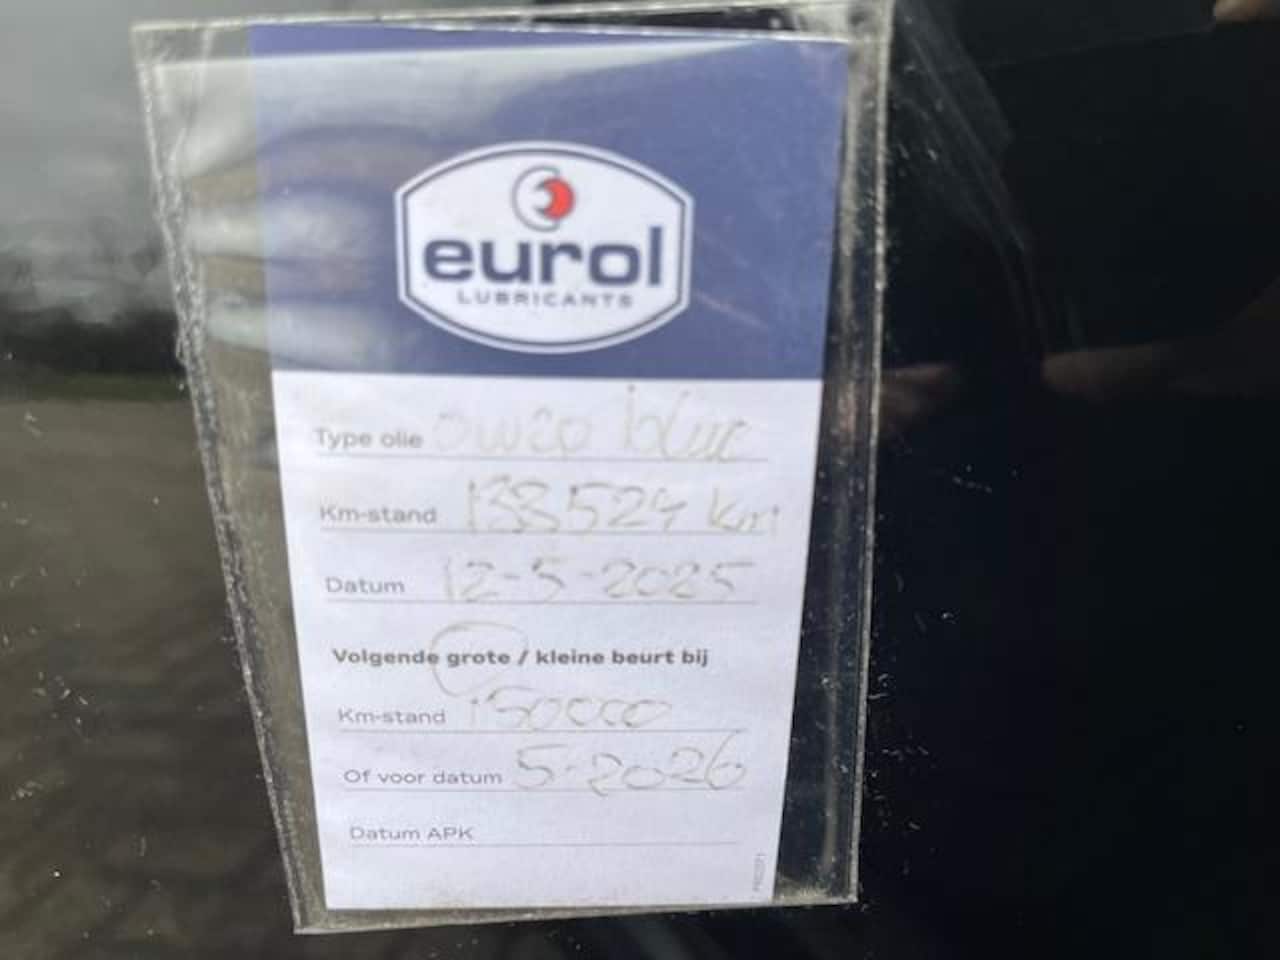 eurol
LUBRICANTS
Type olie 0W20 blue
Km-stand 138524 km
Datum 12-5-2025
Volgende grote / kleine beurt bij
Km-stand 150000
Of voor datum 5-2026
Datum APK